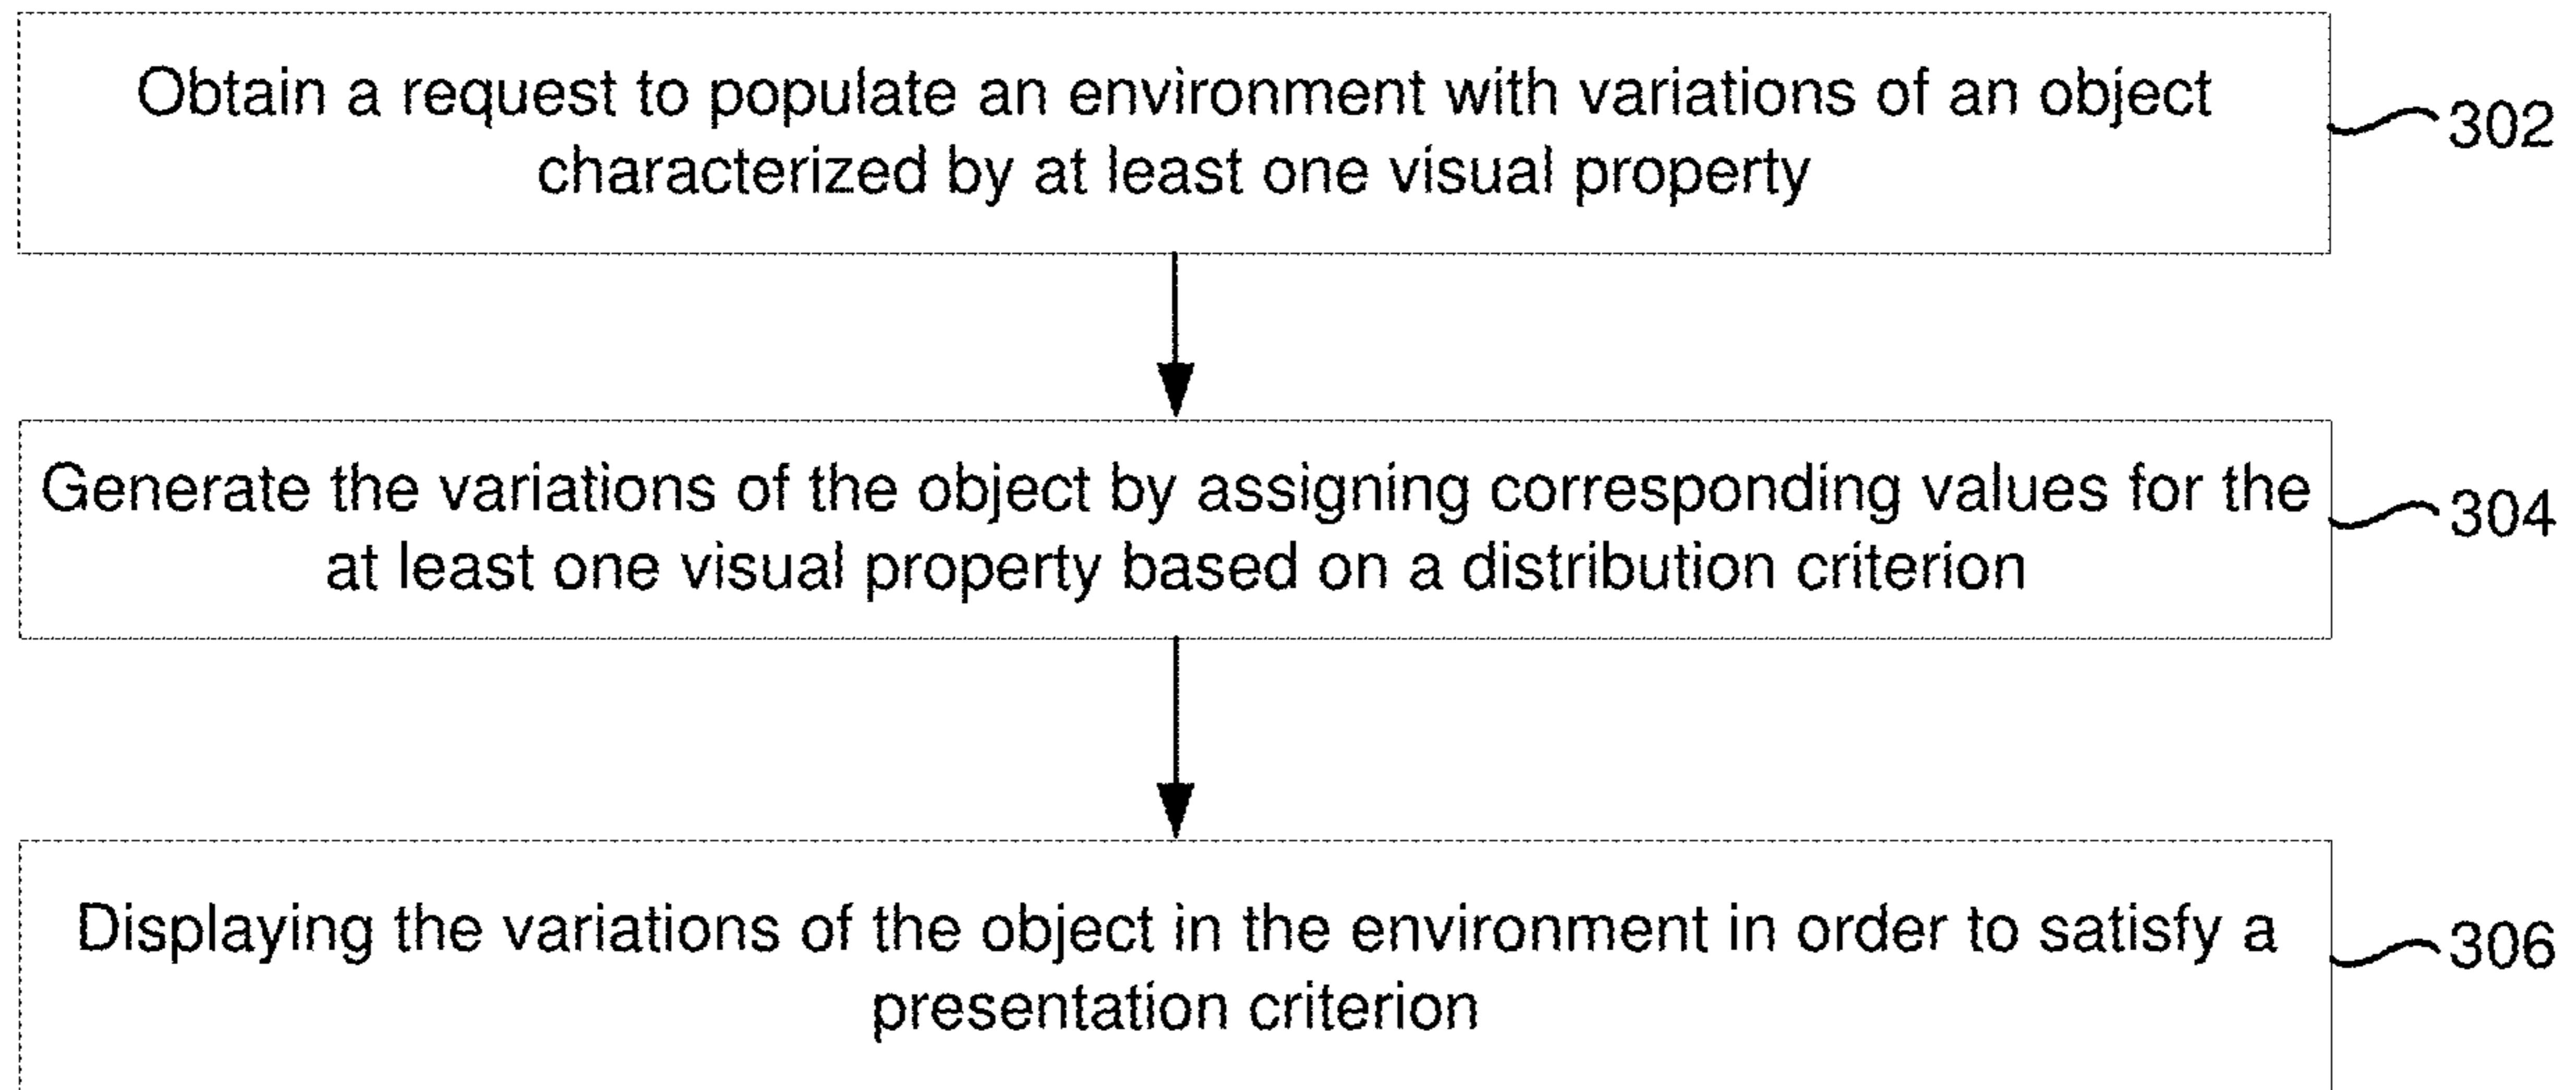 Obtain a request to populate an environment with variations of an object
characterized by at least one visual property
302
Generate the variations of the object by assigning corresponding values for the
at least one visual property based on a distribution criterion
304
Displaying the variations of the object in the environment in order to satisfy a
presentation criterion
306